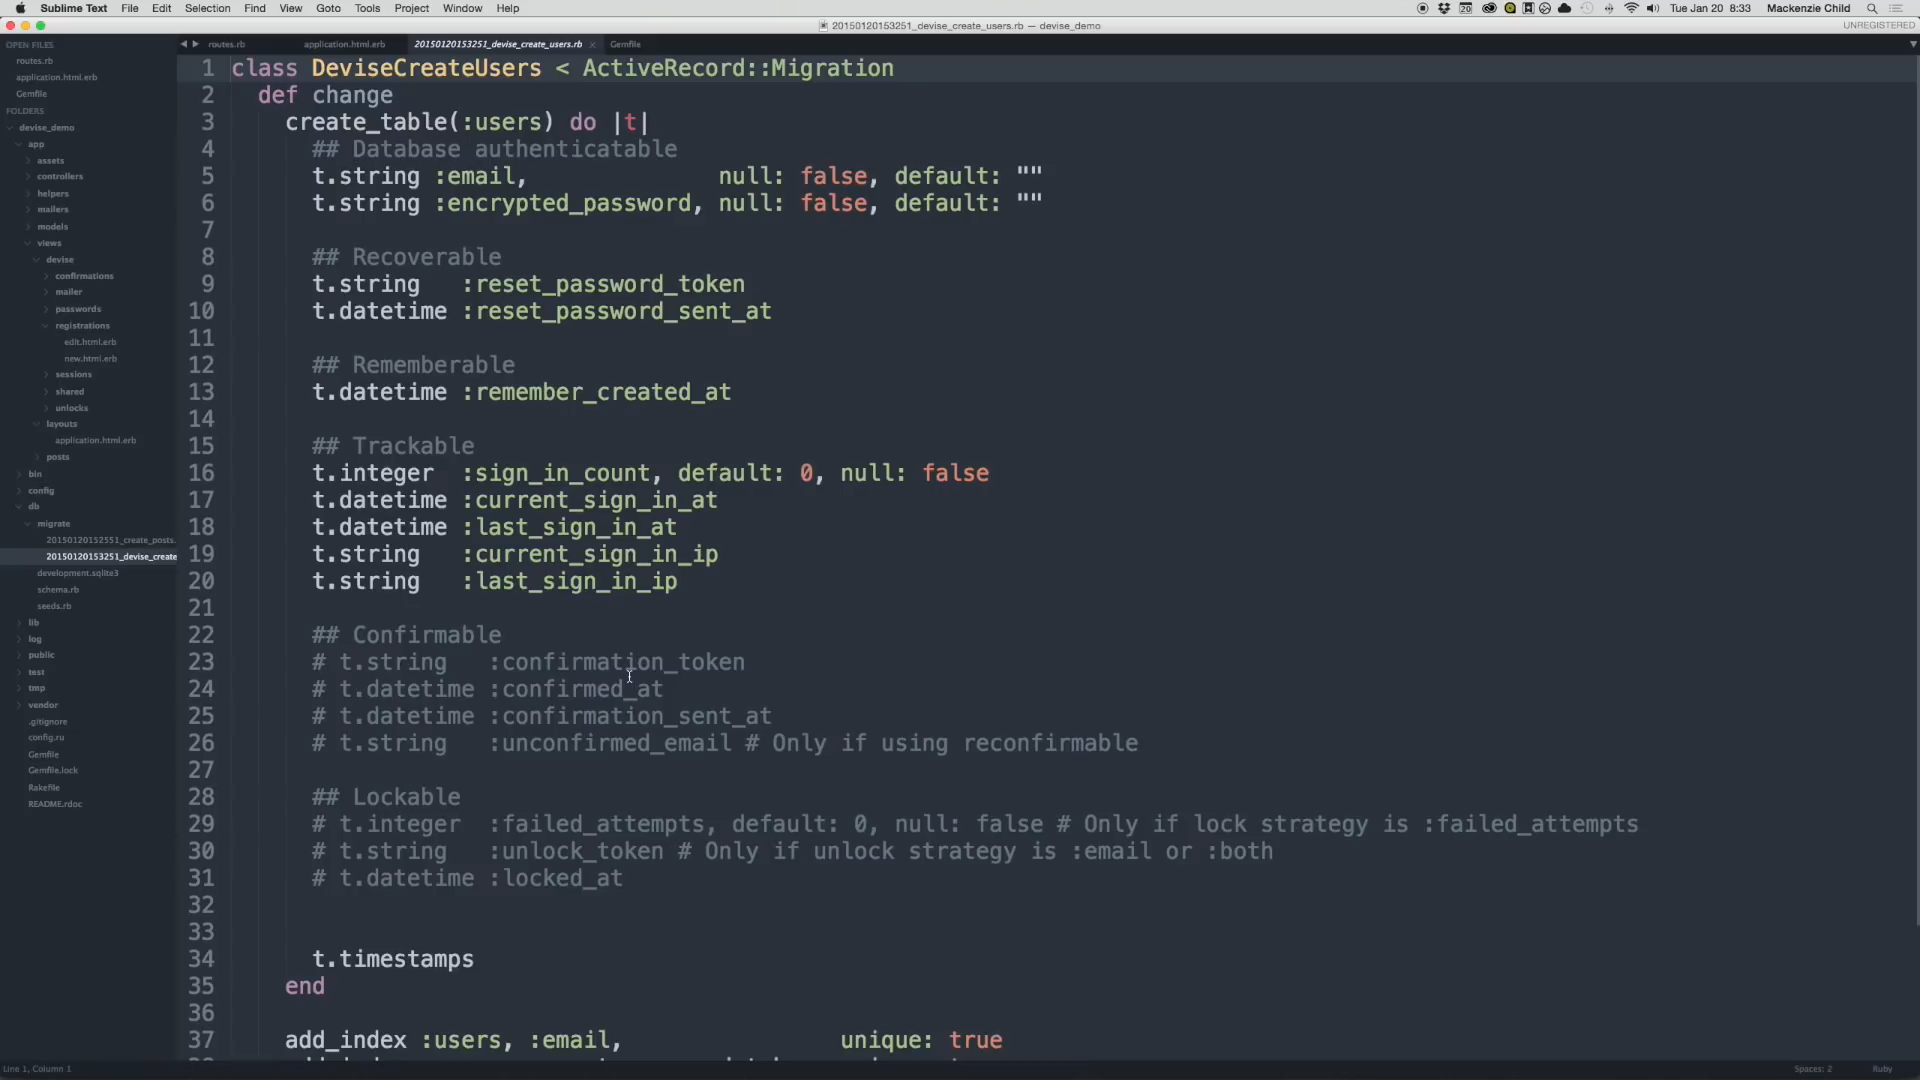 Sublime Text File Edit Selection Find View Goto Tools Project Window Help Tue Jan 20 8:33 Mackenzie Child
20150120153251_devise_create_users.rb — devise_demo UNREGISTERED
OPEN FILES
routes.rb
application.html.erb
Gemfile
FOLDERS
devise_demo
app
assets
controllers
helpers
mailers
models
views
devise
confirmations
mailer
passwords
registrations
edit.html.erb
new.html.erb
sessions
shared
unlocks
layouts
application.html.erb
posts
bin
config
db
migrate
20150120152551_create_posts.
20150120153251_devise_create
development.sqlite3
schema.rb
seeds.rb
lib
log
public
test
tmp
vendor
.gitignore
config.ru
Gemfile
Gemfile.lock
Rakefile
README.rdoc
routes.rb application.html.erb 20150120153251_devise_create_users.rb Gemfile
1 class DeviseCreateUsers < ActiveRecord::Migration
2 def change
3 create_table(:users) do |t|
4 ## Database authenticatable
5 t.string :email, null: false, default: ""
6 t.string :encrypted_password, null: false, default: ""
7
8 ## Recoverable
9 t.string :reset_password_token
10 t.datetime :reset_password_sent_at
11
12 ## Rememberable
13 t.datetime :remember_created_at
14
15 ## Trackable
16 t.integer :sign_in_count, default: 0, null: false
17 t.datetime :current_sign_in_at
18 t.datetime :last_sign_in_at
19 t.string :current_sign_in_ip
20 t.string :last_sign_in_ip
21
22 ## Confirmable
23 # t.string :confirmation_token
24 # t.datetime :confirmed_at
25 # t.datetime :confirmation_sent_at
26 # t.string :unconfirmed_email # Only if using reconfirmable
27
28 ## Lockable
29 # t.integer :failed_attempts, default: 0, null: false # Only if lock strategy is :failed_attempts
30 # t.string :unlock_token # Only if unlock strategy is :email or :both
31 # t.datetime :locked_at
32
33
34 t.timestamps
35 end
36
37 add_index :users, :email, unique: true
Line 1, Column 1 Spaces: 2 Ruby